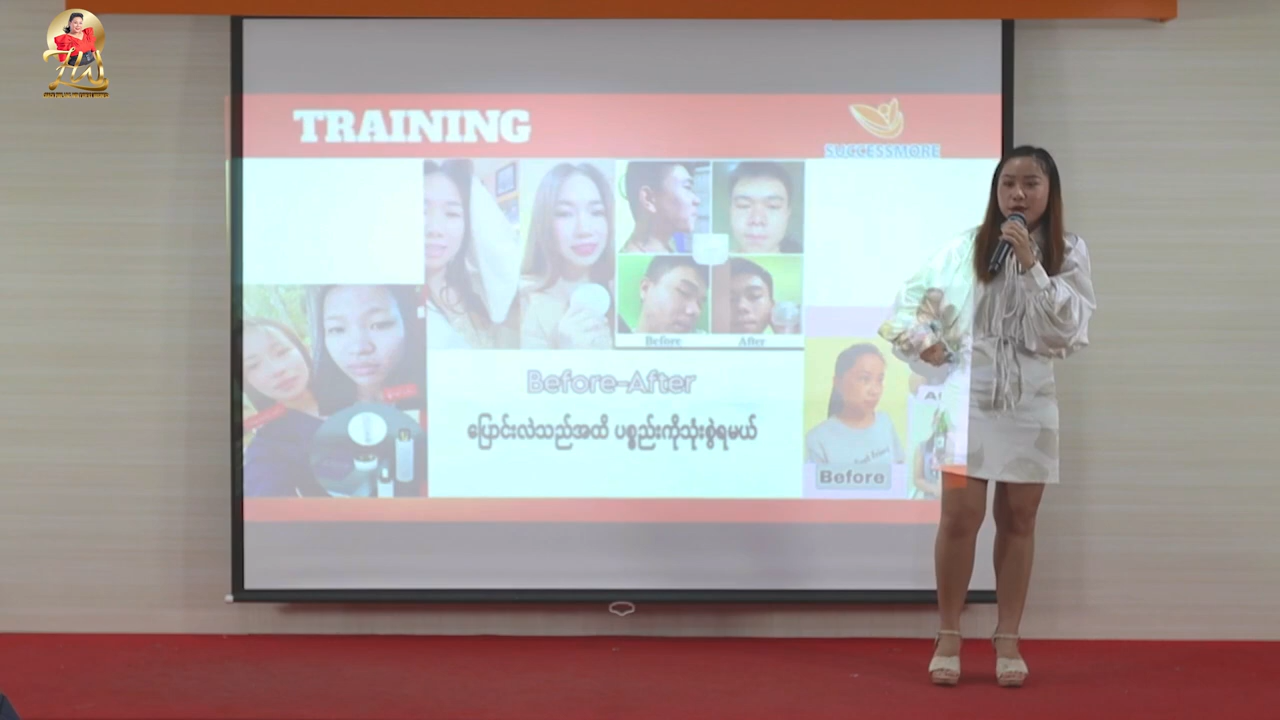 TRAINING
SUCCESSMORE
Before
After
Before-After
ပြောင်းလဲသည်အထိ ပစ္စည်းကိုသုံးစွဲရမယ်
Before